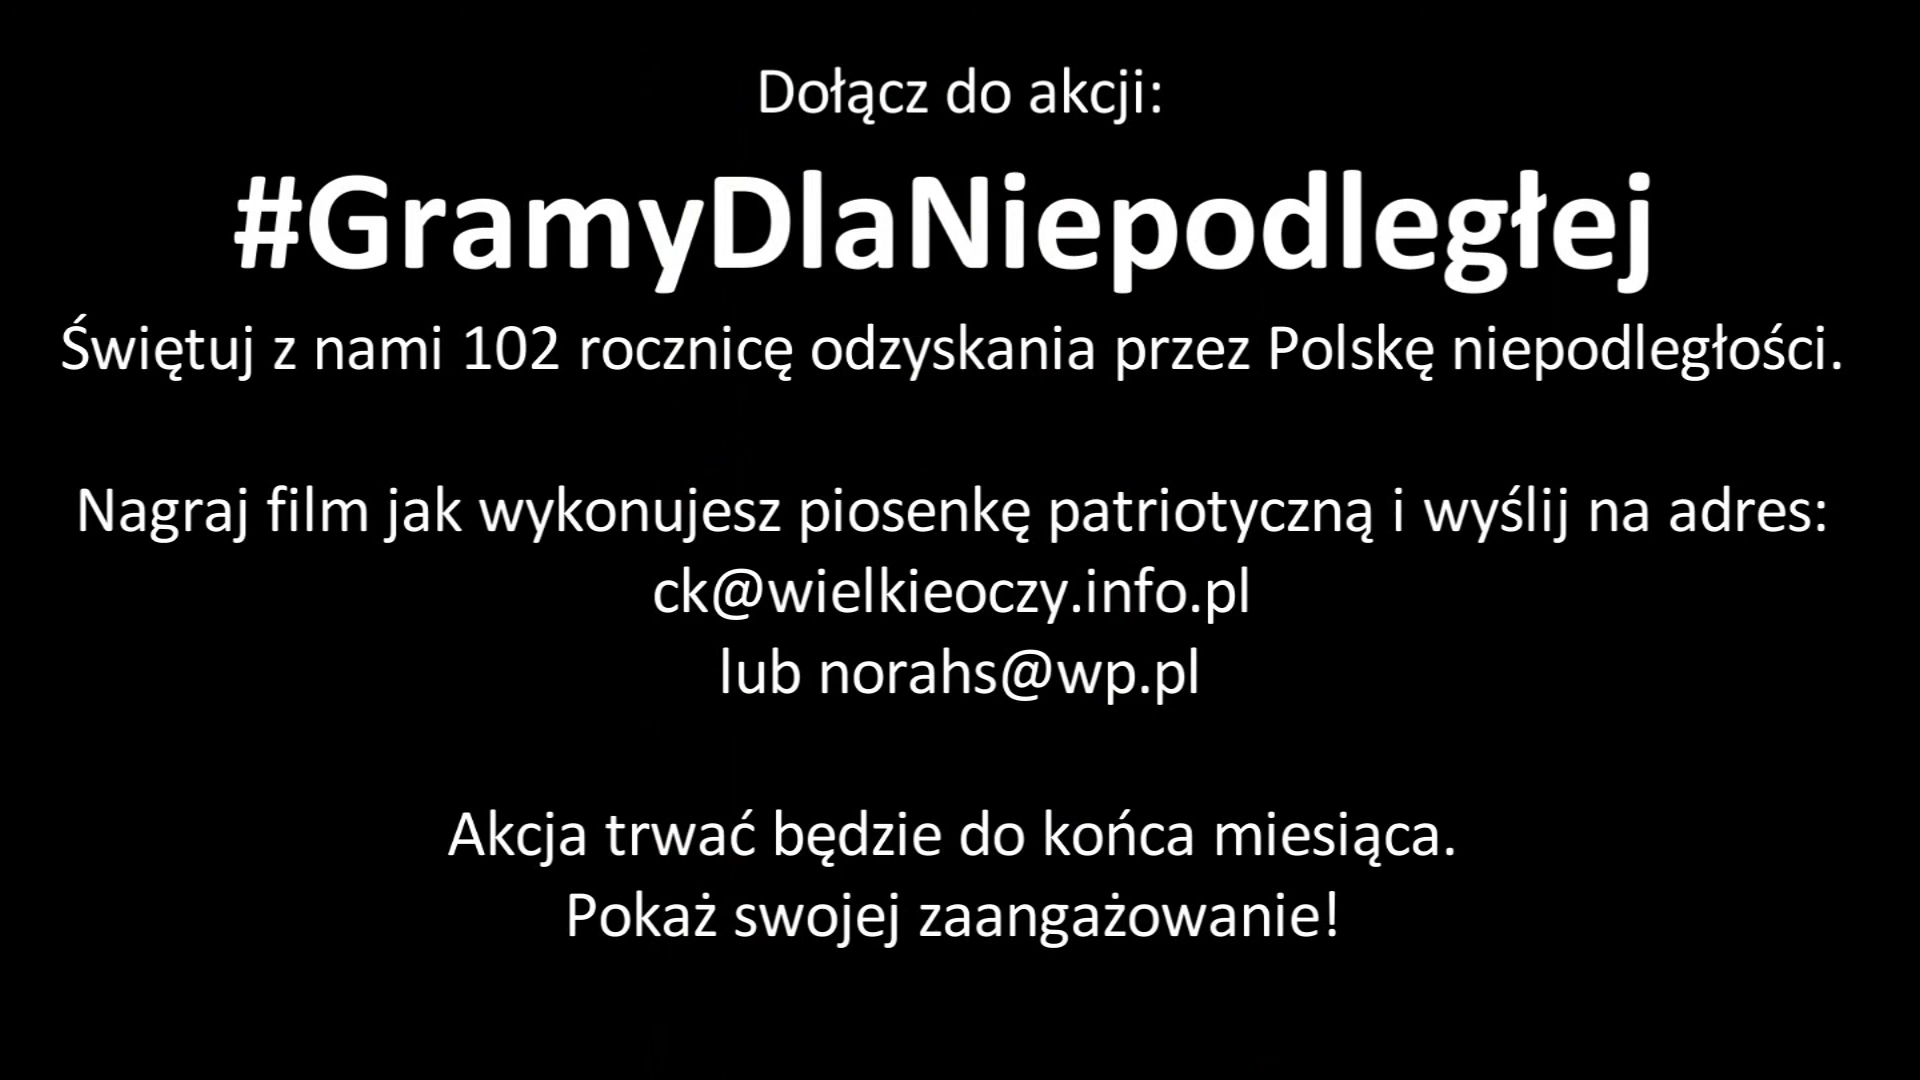 Dołącz do akcji:
#GramyDlaNiepodległej
Świętuj z nami 102 rocznicę odzyskania przez Polskę niepodległości.
Nagraj film jak wykonujesz piosenkę patriotyczną i wyślij na adres:
ck@wielkieoczy.info.pl
lub norahs@wp.pl
Akcja trwać będzie do końca miesiąca.
Pokaż swojej zaangażowanie!